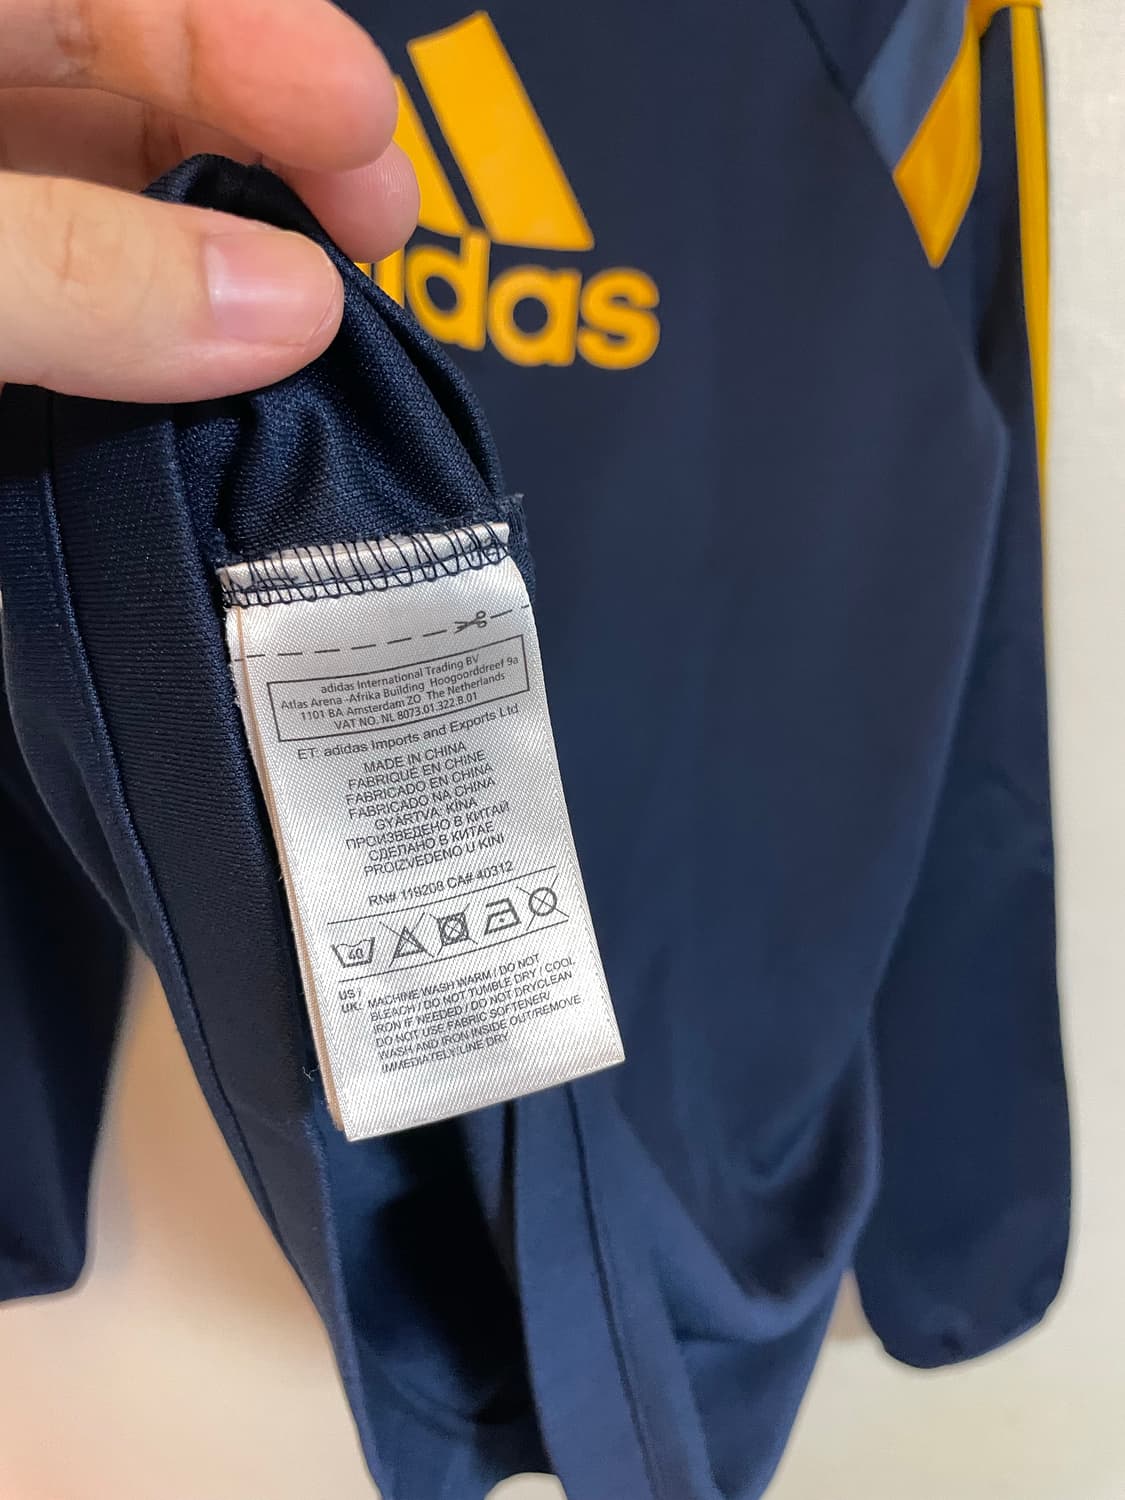 adidas
adidas International Trading BV
Atlas Arena -Afrika Building Hoogoorddreef 9a
1101 BA Amsterdam ZO The Netherlands
VAT NO. NL 8073.01.322.B.01
ET: adidas Imports and Exports Ltd
MADE IN CHINA
FABRIQUÉ EN CHINE
FABRICADO EN CHINA
FABRICADO NA CHINA
GYÁRTVA: KÍNA
ПРОИЗВЕДЕНО В КИТАЙ
СДЕЛАНО В КИТАЕ
PROIZVEDENO U KINI
RN# 119208 CA# 40312
40
US / UK: MACHINE WASH WARM / DO NOT
BLEACH / DO NOT TUMBLE DRY / COOL
IRON IF NEEDED / DO NOT DRYCLEAN
DO NOT USE FABRIC SOFTENER/
WASH AND IRON INSIDE OUT/REMOVE
IMMEDIATELY/LINE DRY